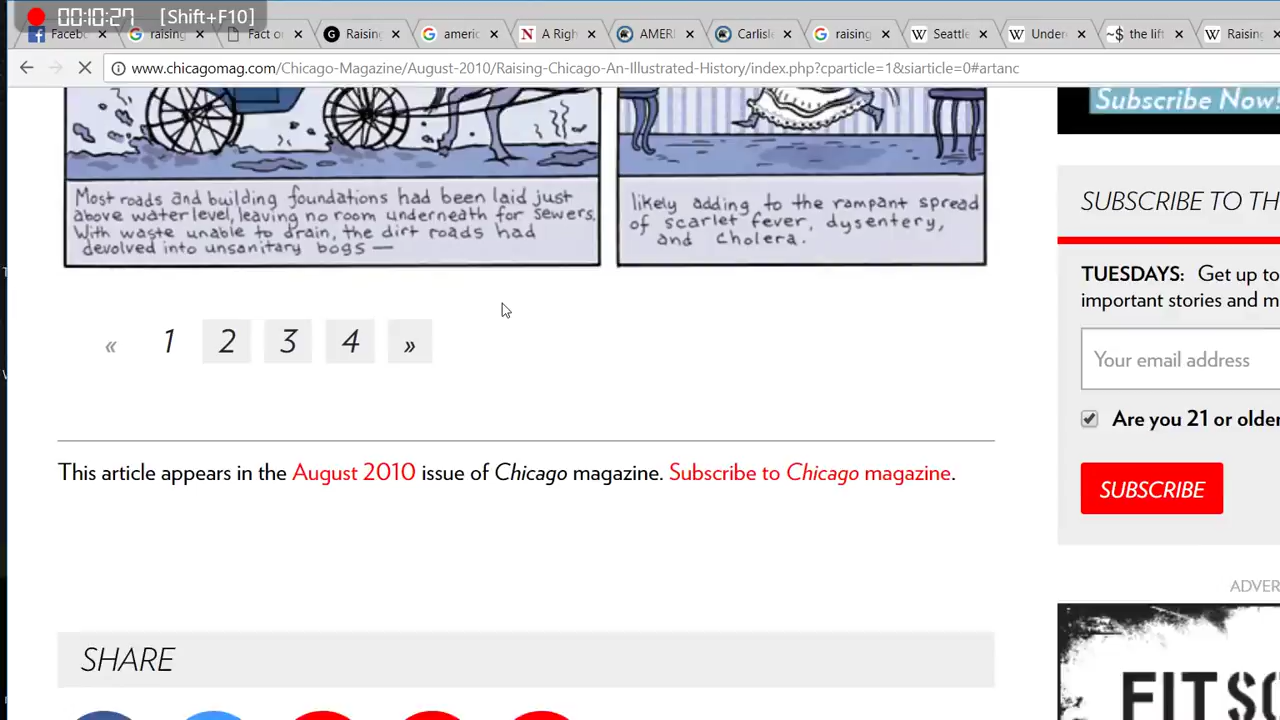 00:10:27 [Shift+F10]
Facebo raising Fact or Raising americ A Righ AMERI Carlisle raising Seattle Under ~$ the lift Raising
www.chicagomag.com/Chicago-Magazine/August-2010/Raising-Chicago-An-Illustrated-History/index.php?cparticle=1&siarticle=0#artanc
Subscribe Now!
Most roads and building foundations had been laid just
above water level, leaving no room underneath for sewers.
With waste unable to drain, the dirt roads had
devolved into unsanitary bogs —
likely adding to the rampant spread
of scarlet fever, dysentery,
and cholera.
SUBSCRIBE TO TH
TUESDAYS: Get up to
important stories and m
Your email address
Are you 21 or older
SUBSCRIBE
« 1 2 3 4 »
This article appears in the August 2010 issue of Chicago magazine. Subscribe to Chicago magazine.
ADVER
SHARE
FIT SO